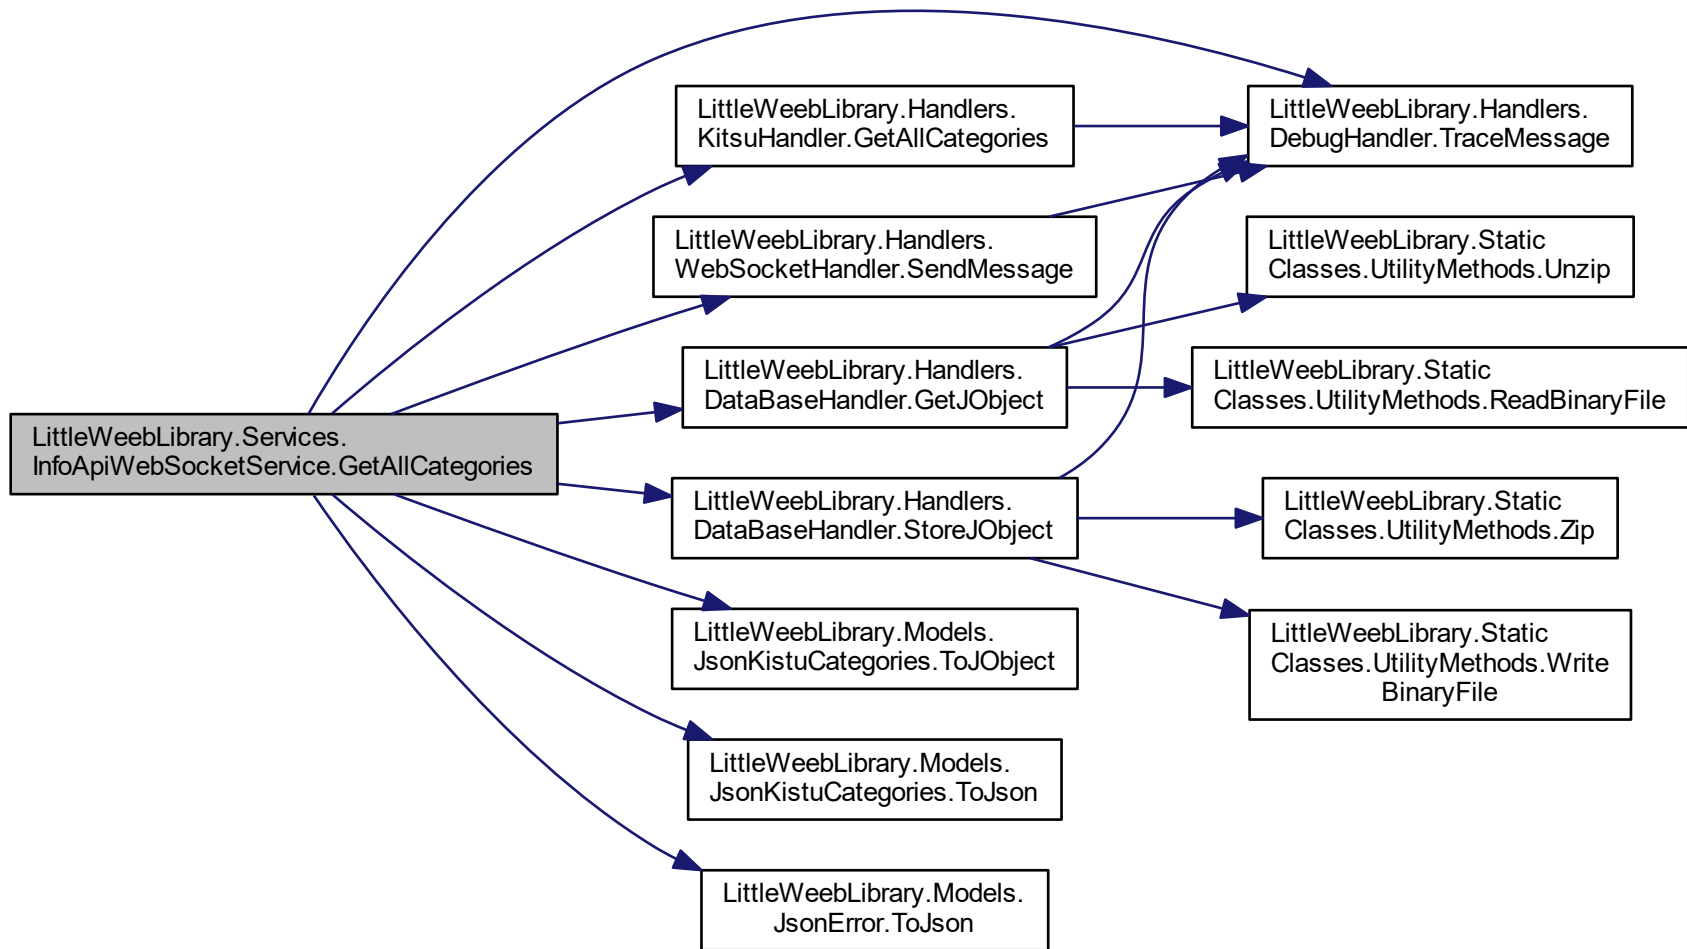 LittleWeebLibrary.Services.
InfoApiWebSocketService.GetAllCategories
LittleWeebLibrary.Handlers.
KitsuHandler.GetAllCategories
LittleWeebLibrary.Handlers.
WebSocketHandler.SendMessage
LittleWeebLibrary.Handlers.
DataBaseHandler.GetJObject
LittleWeebLibrary.Handlers.
DataBaseHandler.StoreJObject
LittleWeebLibrary.Models.
JsonKistuCategories.ToJObject
LittleWeebLibrary.Models.
JsonKistuCategories.ToJson
LittleWeebLibrary.Models.
JsonError.ToJson
LittleWeebLibrary.Handlers.
DebugHandler.TraceMessage
LittleWeebLibrary.Static
Classes.UtilityMethods.Unzip
LittleWeebLibrary.Static
Classes.UtilityMethods.ReadBinaryFile
LittleWeebLibrary.Static
Classes.UtilityMethods.Zip
LittleWeebLibrary.Static
Classes.UtilityMethods.Write
BinaryFile